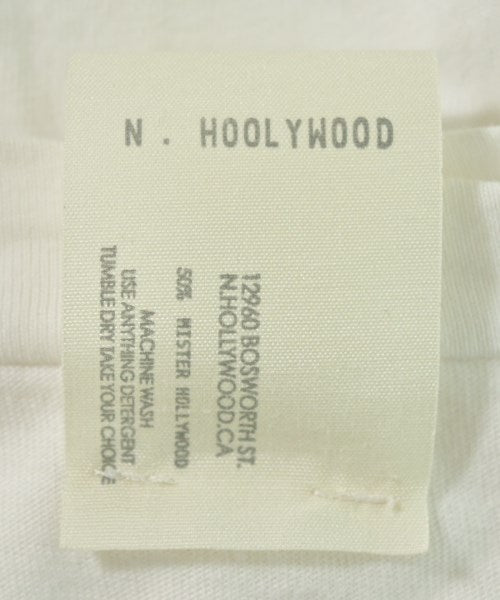 N. HOOLYWOOD
12960 BOSWORTH ST.
N.HOLLYWOOD.CA
50% MISTER HOLLYWOOD
MACHINE WASH
USE ANYTHING DETERGENT
TUMBLE DRY TAKE YOUR CHOICE